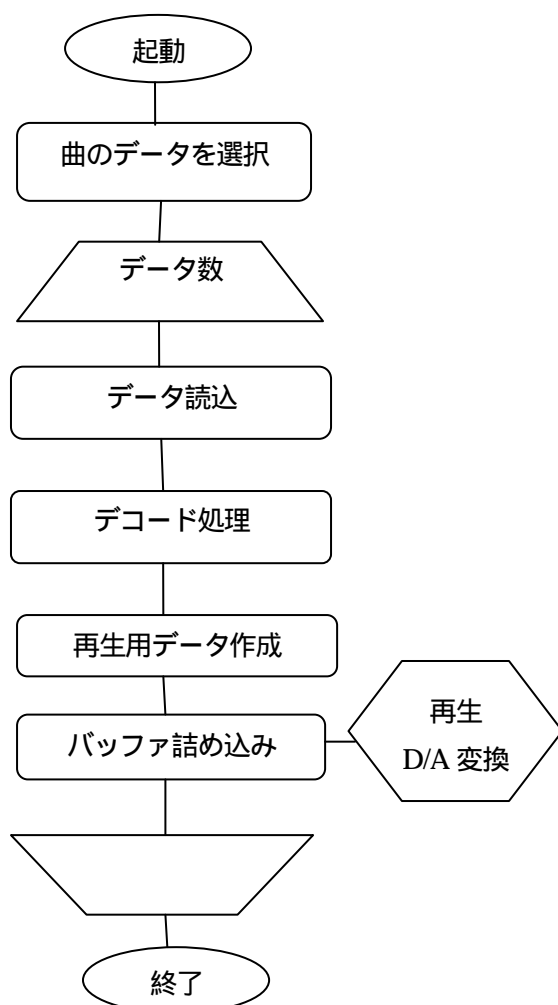 起動
曲のデータを選択
データ数
データ読込
デコード処理
再生用データ作成
バッファ詰め込み
再生
D/A 変換
終了